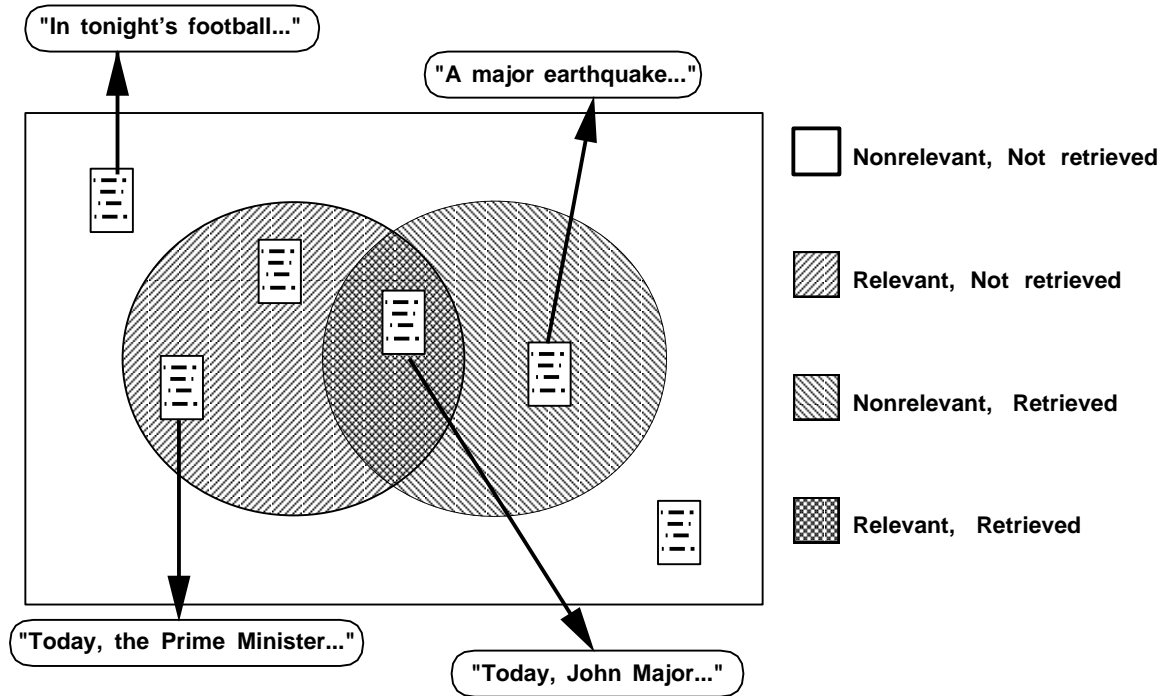 "In tonight's football..."
"A major earthquake..."
Nonrelevant, Not retrieved
Relevant, Not retrieved
Nonrelevant, Retrieved
Relevant, Retrieved
"Today, the Prime Minister..."
"Today, John Major..."